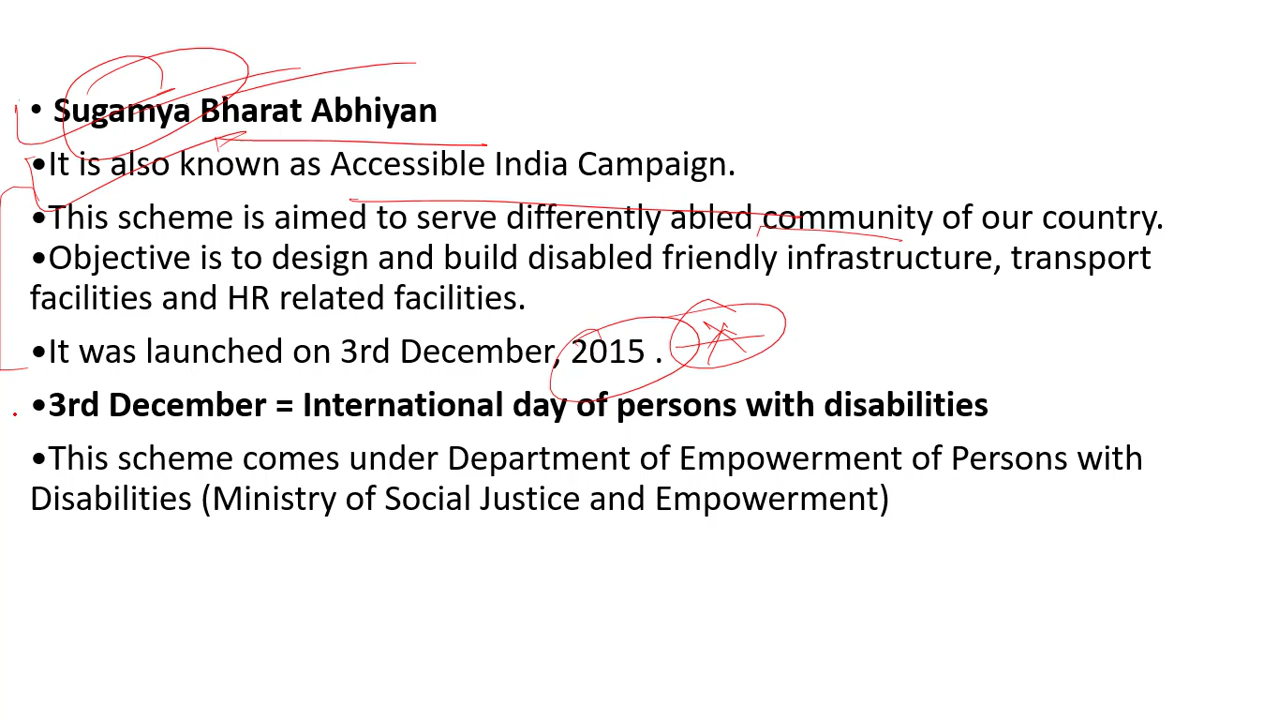 • Sugamya Bharat Abhiyan
•It is also known as Accessible India Campaign.
•This scheme is aimed to serve differently abled community of our country.
•Objective is to design and build disabled friendly infrastructure, transport
facilities and HR related facilities.
•It was launched on 3rd December, 2015 .
•3rd December = International day of persons with disabilities
•This scheme comes under Department of Empowerment of Persons with
Disabilities (Ministry of Social Justice and Empowerment)